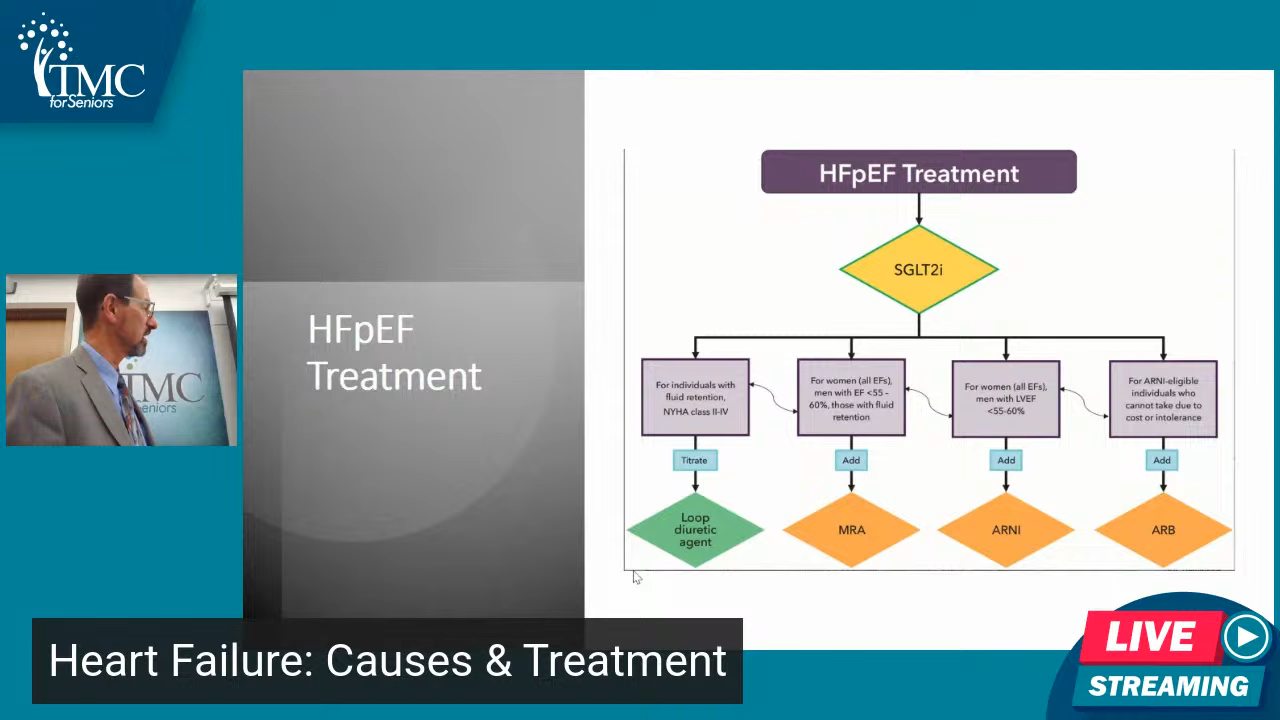 TMC
for Seniors
HFpEF
Treatment
HFpEF Treatment
SGLT2i
For individuals with
fluid retention,
NYHA class II-IV
For women (all EFs),
men with EF <55 -
60%, those with fluid
retention
For women (all EFs),
men with LVEF
<55-60%
For ARNI-eligible
individuals who
cannot take due to
cost or intolerance
Titrate
Add
Add
Add
Loop
diuretic
agent
MRA
ARNI
ARB
TMC
eniors
Heart Failure: Causes & Treatment
LIVE
STREAMING